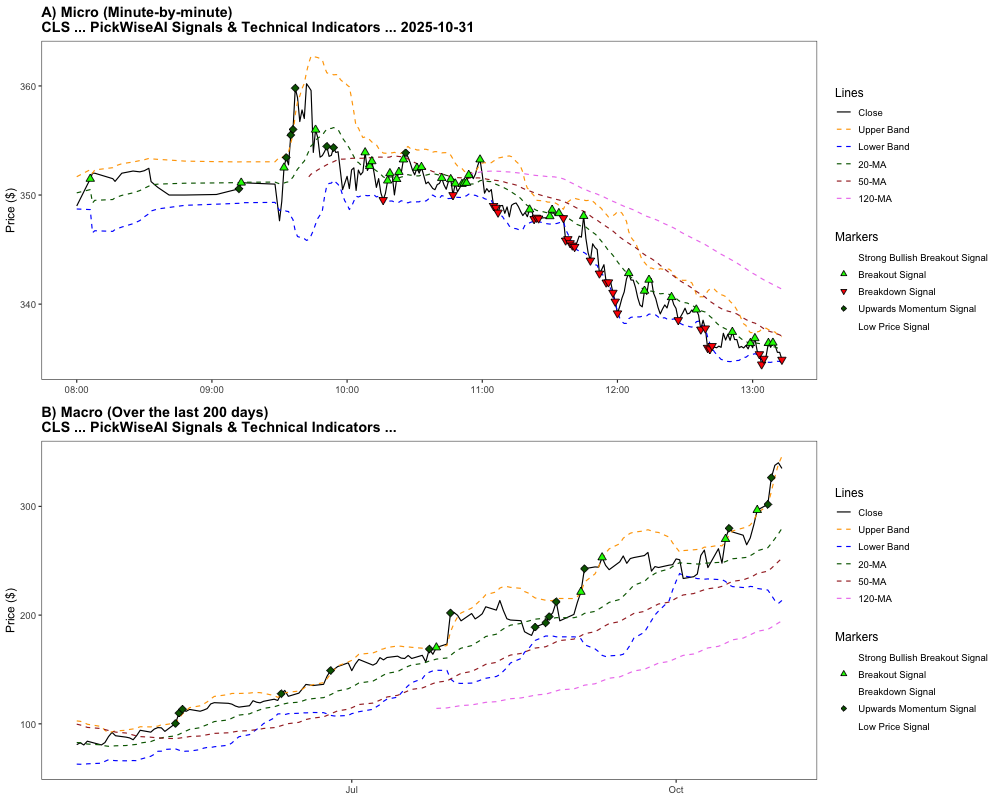 A) Micro (Minute-by-minute)
CLS ... PickWiseAI Signals & Technical Indicators ... 2025-10-31
Price ($)
360
350
340
08:00
09:00
10:00
11:00
12:00
13:00
Lines
Close
Upper Band
Lower Band
20-MA
50-MA
120-MA
Markers
Strong Bullish Breakout Signal
Breakout Signal
Breakdown Signal
Upwards Momentum Signal
Low Price Signal
B) Macro (Over the last 200 days)
CLS ... PickWiseAI Signals & Technical Indicators ...
Price ($)
300
200
100
Jul
Oct
Lines
Close
Upper Band
Lower Band
20-MA
50-MA
120-MA
Markers
Strong Bullish Breakout Signal
Breakout Signal
Breakdown Signal
Upwards Momentum Signal
Low Price Signal